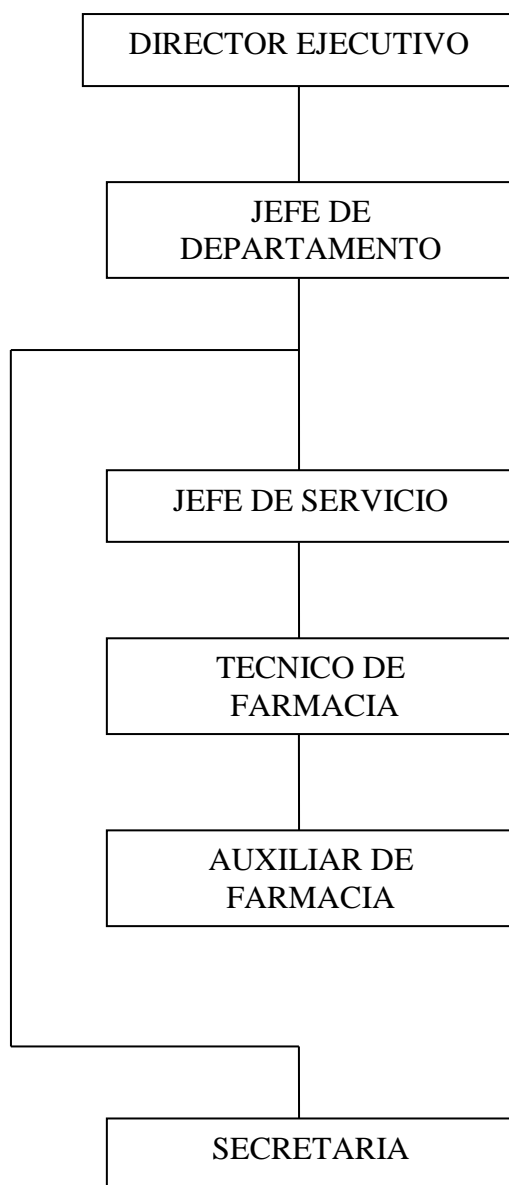 DIRECTOR EJECUTIVO
JEFE DE
DEPARTAMENTO
JEFE DE SERVICIO
TECNICO DE
FARMACIA
AUXILIAR DE
FARMACIA
SECRETARIA